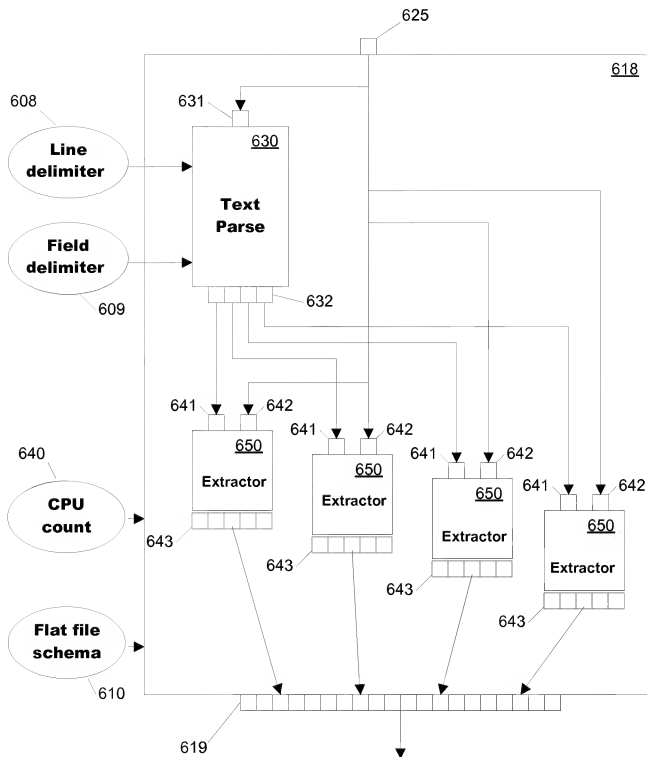 625
618
608
631
630
Line
delimiter
Text
Parse
Field
delimiter
609
632
641
642
650
Extractor
641
642
650
Extractor
641
642
650
Extractor
641
642
650
Extractor
640
CPU
count
643
643
643
643
Flat file
schema
610
619